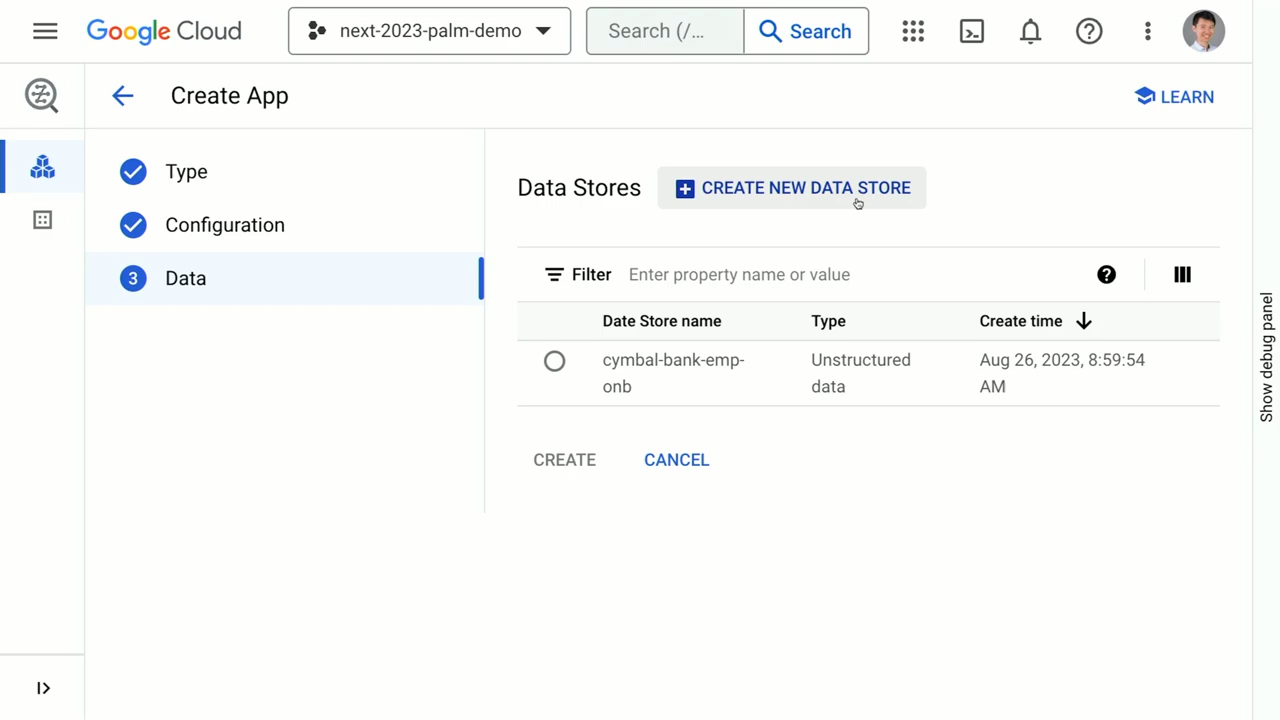 Google Cloud
next-2023-palm-demo
Search (/...
Search
Create App
LEARN
Type
Configuration
3
Data
Data Stores
CREATE NEW DATA STORE
Filter
Enter property name or value
Date Store name
Type
Create time
cymbal-bank-emp-
onb
Unstructured
data
Aug 26, 2023, 8:59:54
AM
CREATE
CANCEL
Show debug panel